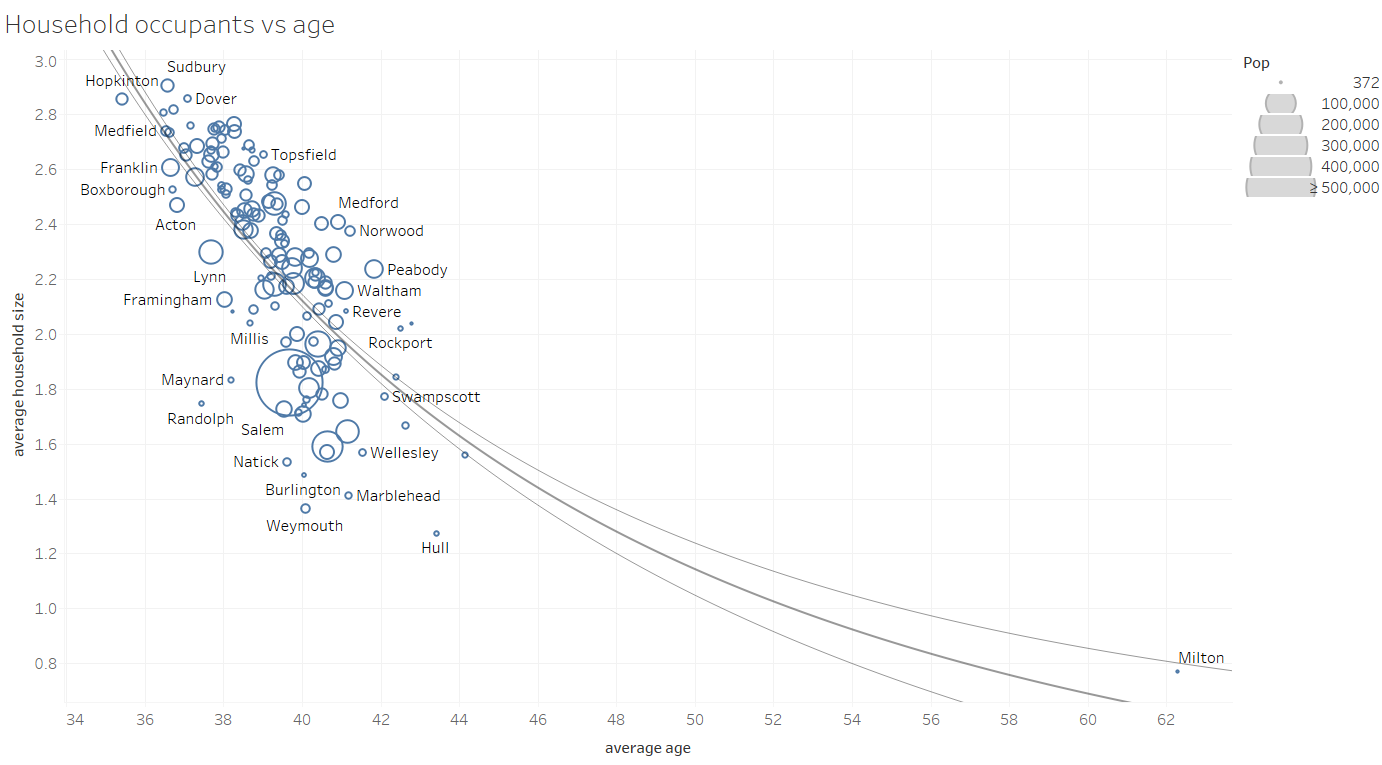 Household occupants vs age
Pop
372
100,000
200,000
300,000
400,000
≥500,000
average household size
3.0
2.8
2.6
2.4
2.2
2.0
1.8
1.6
1.4
1.2
1.0
0.8
Sudbury
Hopkinton
Dover
Medfield
Topsfield
Franklin
Boxborough
Medford
Acton
Norwood
Lynn
Peabody
Framingham
Waltham
Revere
Millis
Rockport
Maynard
Swampscott
Randolph
Salem
Natick
Wellesley
Burlington
Marblehead
Weymouth
Hull
Milton
34
36
38
40
42
44
46
48
50
52
54
56
58
60
62
average age